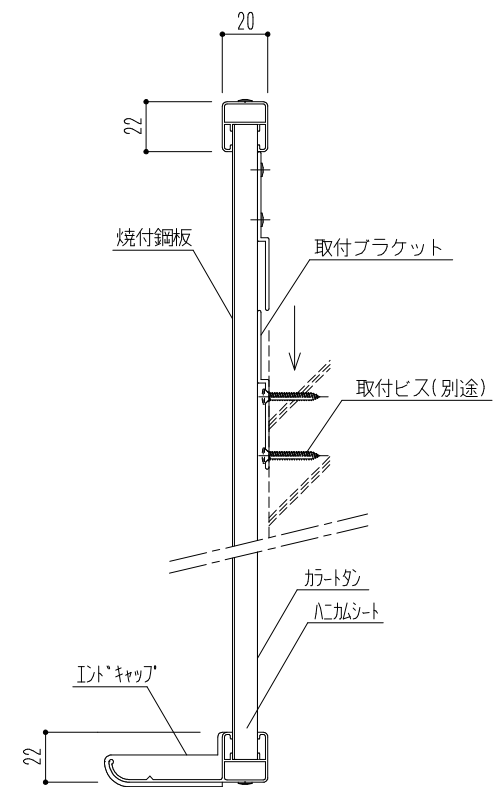 20
22
焼付鋼板
取付ブラケット
取付ビス(別途)
カラートタン
ハニカムシート
エンドキャップ
22